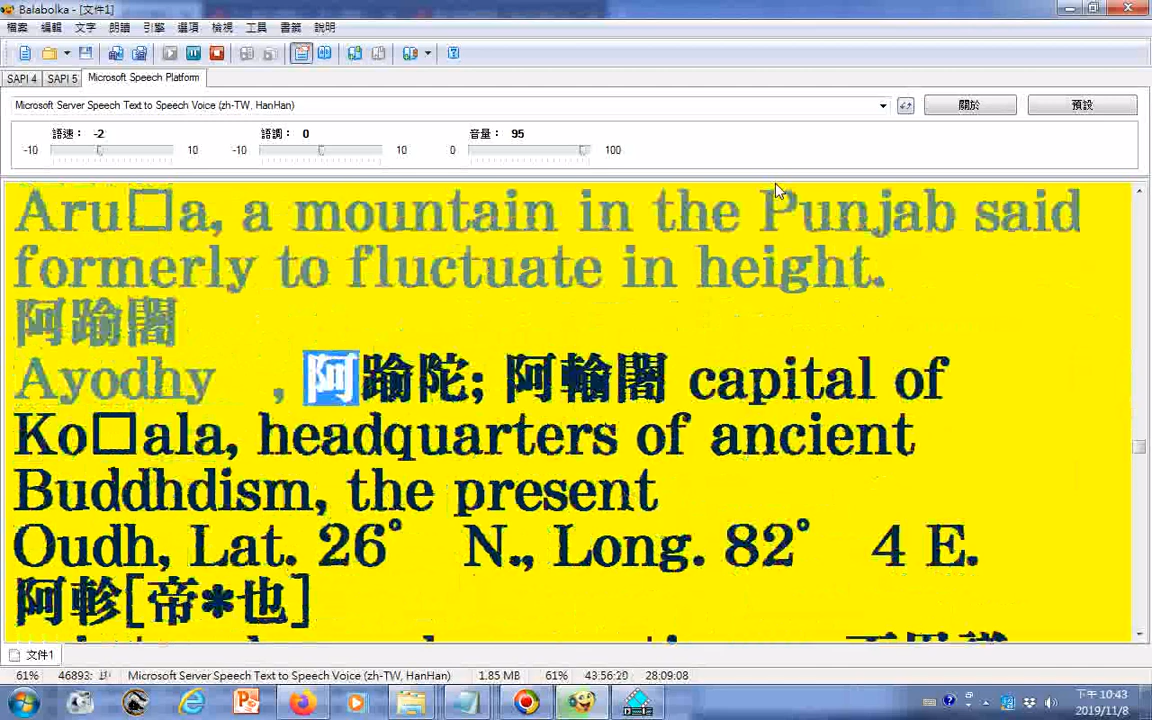 Balabolka - [文件1]
檔案 編輯 文字 朗讀 引擎 選項 檢視 工具 書籤 說明
SAPI 4 SAPI 5 Microsoft Speech Platform
Microsoft Server Speech Text to Speech Voice (zh-TW, HanHan) 關於 預設
語速： -2 語調： 0 音量： 95
-10 10 -10 10 0 100
Aru□a, a mountain in the Punjab said
formerly to fluctuate in height.
阿踰闍
Ayodhy , 阿踰陀; 阿輸闍 capital of
Ko□ala, headquarters of ancient
Buddhdism, the present
Oudh, Lat. 26° N., Long. 82° 4 E.
阿軫[帝*也]
文件1
61% 46893: Microsoft Server Speech Text to Speech Voice (zh-TW, HanHan) 1.85 MB 61% 43:56:20 28:09:08
下午 10:43
2019/11/8